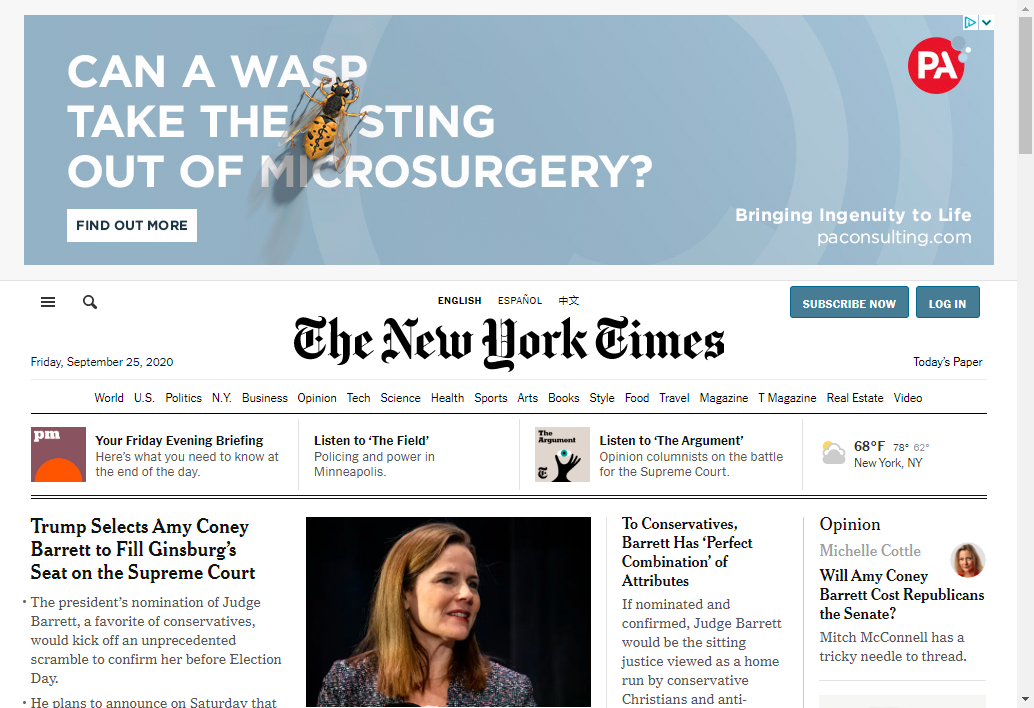 CAN A WASP
TAKE THE STING
OUT OF MICROSURGERY?
FIND OUT MORE
PA
Bringing Ingenuity to Life
paconsulting.com
ENGLISH ESPAÑOL 中文
SUBSCRIBE NOW LOG IN
The New York Times
Friday, September 25, 2020
Today's Paper
World U.S. Politics N.Y. Business Opinion Tech Science Health Sports Arts Books Style Food Travel Magazine T Magazine Real Estate Video
pm
Your Friday Evening Briefing
Here's what you need to know at
the end of the day.
Listen to ‘The Field’
Policing and power in
Minneapolis.
The
Argument
T
Listen to ‘The Argument’
Opinion columnists on the battle
for the Supreme Court.
68°F 78° 62°
New York, NY
Trump Selects Amy Coney
Barrett to Fill Ginsburg’s
Seat on the Supreme Court
• The president’s nomination of Judge
Barrett, a favorite of conservatives,
would kick off an unprecedented
scramble to confirm her before Election
Day.
• He plans to announce on Saturday that
To Conservatives,
Barrett Has ‘Perfect
Combination’ of
Attributes
If nominated and
confirmed, Judge Barrett
would be the sitting
justice viewed as a home
run by conservative
Christians and anti-
Opinion
Michelle Cottle
Will Amy Coney
Barrett Cost Republicans
the Senate?
Mitch McConnell has a
tricky needle to thread.